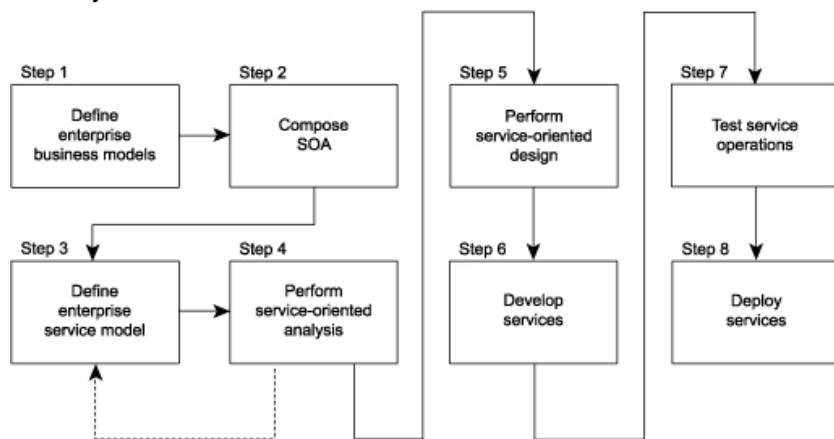 Step 1
Define
enterprise
business models
Step 2
Compose
SOA
Step 3
Define
enterprise
service model
Step 4
Perform
service-oriented
analysis
Step 5
Perform
service-oriented
design
Step 6
Develop
services
Step 7
Test service
operations
Step 8
Deploy
services